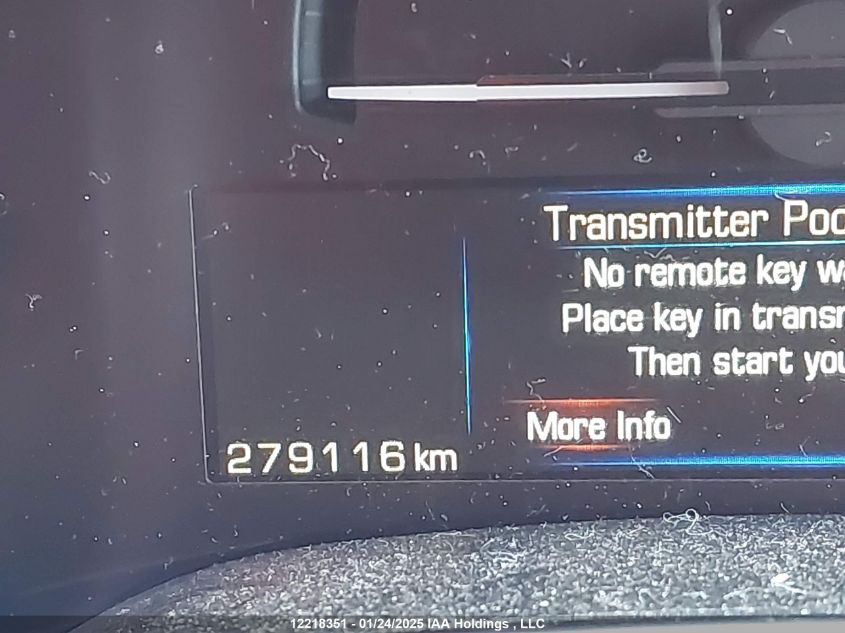 Transmitter Poc
No remote key wa
Place key in transm
Then start you
More Info
279116 km
12218351 - 01/24/2025 IAA Holdings , LLC